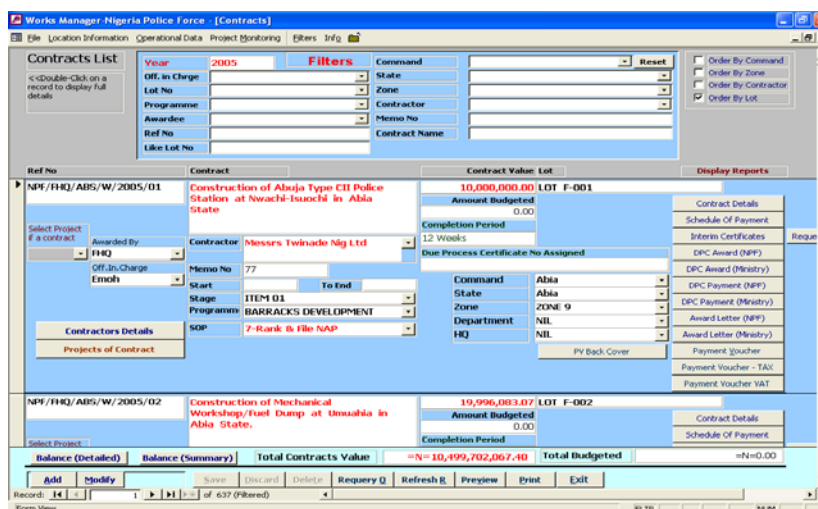 Works Manager-Nigeria Police Force - [Contracts]
File Location Information Operational Data Project Monitoring Filters Info
Contracts List
<<Double-Click on a
record to display full
details
Year 2005 Filters
Off. in Chrge
Lot No
Programme
Awardee
Ref No
Like Lot No
Command Reset
State
Zone
Contractor
Memo No
Contract Name
Order By Command
Order By Zone
Order By Contractor
Order By Lot
Ref No Contract Contract Value Lot Display Reports
NPF/FHQ/ABS/W/2005/01
Construction of Abuja Type CII Police
Station at Nwachi-Isuochi in Abia
State
10,000,000.00 LOT F-001
Amount Budgeted
0.00
Completion Period
12 Weeks
Due Process Certificate No Assigned
Select Project
if a contract
Awarded By
FHQ
Off.In.Charge
Emoh
Contractor Messrs Twinade Nig Ltd
Memo No 77
Start To End
Stage ITEM 01
Programm BARRACKS DEVELOPMENT
SOP 7-Rank & File NAP
Contractors Details
Projects of Contract
Command Abia
State Abia
Zone ZONE 9
Department NIL
HQ NIL
PV Back Cover
Contract Details
Schedule Of Payment
Interim Certificates
Reque
DPC Award (NPF)
DPC Award (Ministry)
DPC Payment (NPF)
DPC Payment (Ministry)
Award Letter (NPF)
Award Letter (Ministry)
Payment Voucher
Payment Voucher - TAX
Payment Voucher VAT
NPF/FHQ/ABS/W/2005/02
Construction of Mechanical
Workshop/Fuel Dump at Umuahia in
Abia State.
19,996,083.07 LOT F-002
Amount Budgeted
0.00
Completion Period
Select Project
Contract Details
Schedule Of Payment
Balance (Detailed) Balance (Summary) Total Contracts Value =N=10,499,702,067.40 Total Budgeted =N=0.00
Add Modify Save Discard Delete Requery Q Refresh R Preview Print Exit
Record: 1 of 637 (Filtered)
Form View FLTR NUM